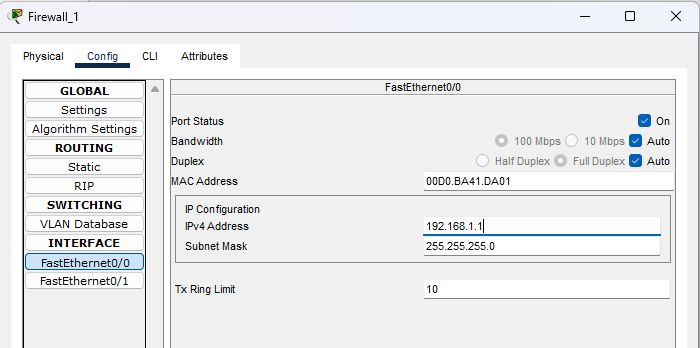 Firewall_1
Physical Config CLI Attributes
GLOBAL
Settings
Algorithm Settings
ROUTING
Static
RIP
SWITCHING
VLAN Database
INTERFACE
FastEthernet0/0
FastEthernet0/1
FastEthernet0/0
Port Status On
Bandwidth 100 Mbps 10 Mbps Auto
Duplex Half Duplex Full Duplex Auto
MAC Address 00D0.BA41.DA01
IP Configuration
IPv4 Address 192.168.1.1
Subnet Mask 255.255.255.0
Tx Ring Limit 10